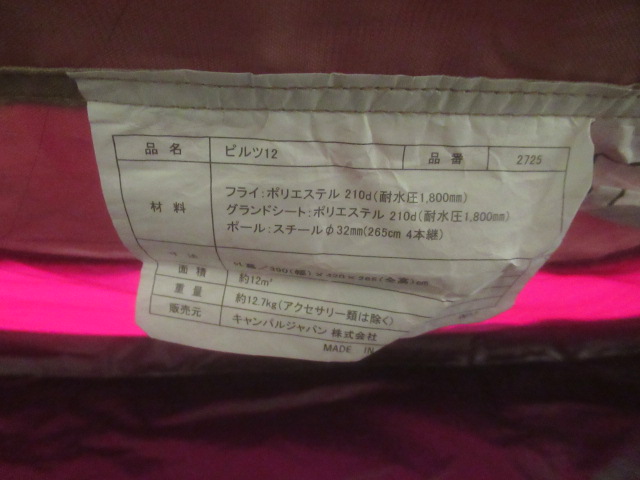 品名 ピルツ12 品番 2725
材料 フライ:ポリエステル 210d(耐水圧1,800mm)
グランドシート:ポリエステル 210d(耐水圧1,800mm)
ポール:スチールφ32mm(265cm 4本継)
寸法
面積 約12m²
重量 約12.7kg(アクセサリー類は除く)
販売元 キャンパルジャパン 株式会社
MADE IN